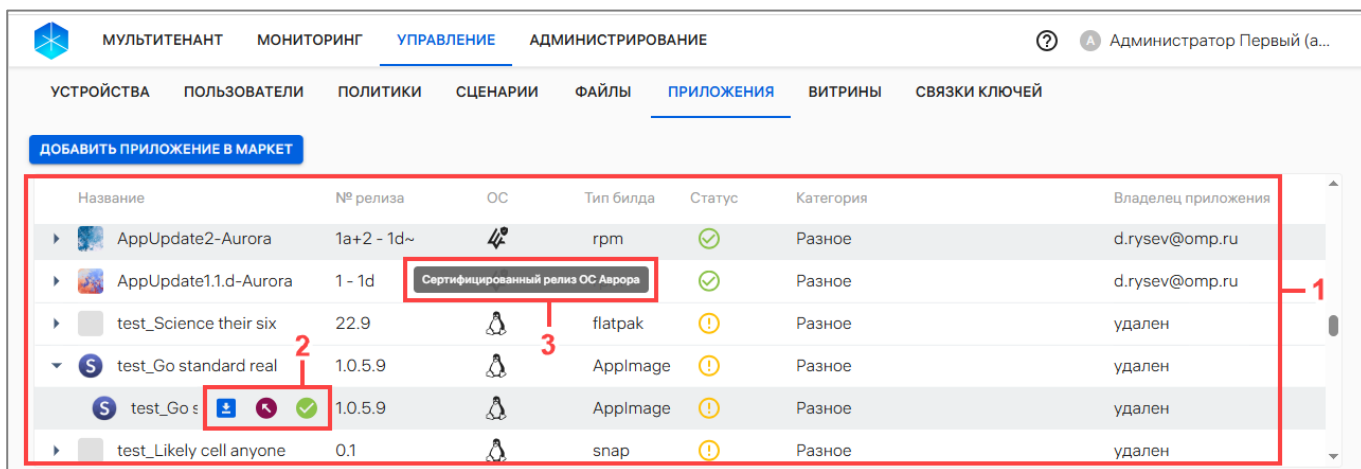 МУЛЬТИТЕНАНТ МОНИТОРИНГ УПРАВЛЕНИЕ АДМИНИСТРИРОВАНИЕ ? А Администратор Первый (а...
УСТРОЙСТВА ПОЛЬЗОВАТЕЛИ ПОЛИТИКИ СЦЕНАРИИ ФАЙЛЫ ПРИЛОЖЕНИЯ ВИТРИНЫ СВЯЗКИ КЛЮЧЕЙ
ДОБАВИТЬ ПРИЛОЖЕНИЕ В МАРКЕТ
Название № релиза ОС Тип билда Статус Категория Владелец приложения
AppUpdate2-Aurora 1a+2 - 1d~ rpm Разное d.rysev@omp.ru
AppUpdate1.1.d-Aurora 1 - 1d Сертифицированный релиз ОС Аврора Разное d.rysev@omp.ru 1
test_Science their six 22.9 flatpak Разное удален
2 3
S test_Go standard real 1.0.5.9 AppImage Разное удален
S test_Go s 1.0.5.9 AppImage Разное удален
test_Likely cell anyone 0.1 snap Разное удален